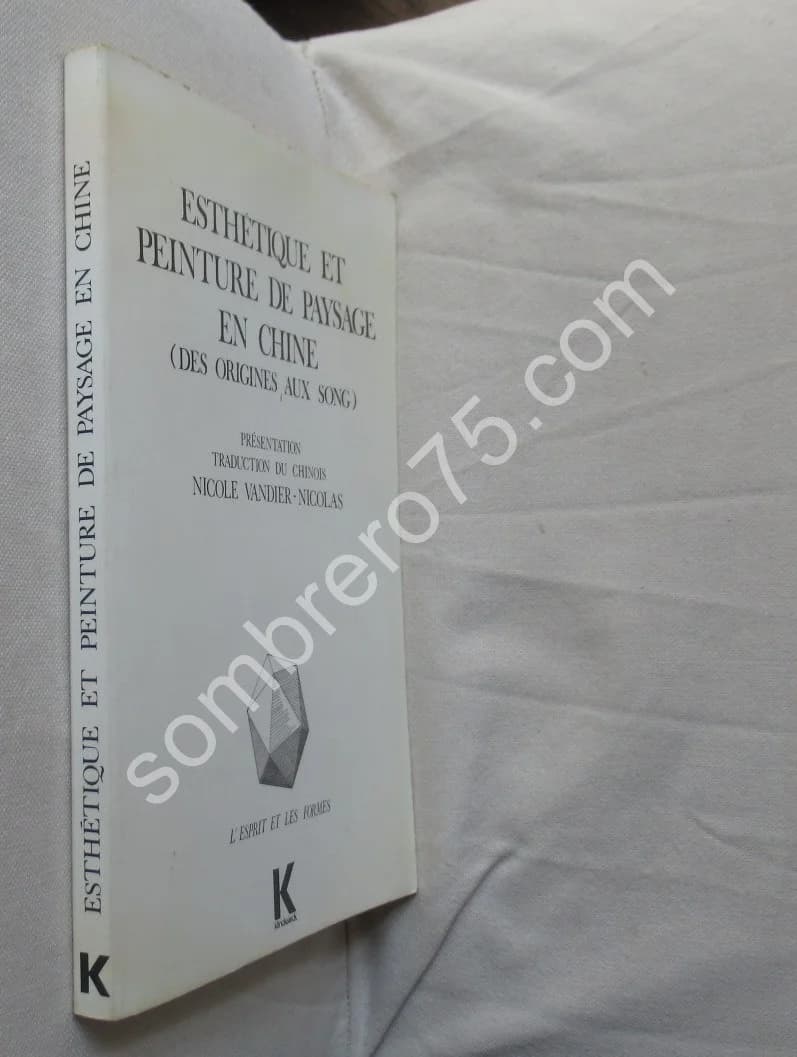 ESTHÉTIQUE ET PEINTURE DE PAYSAGE EN CHINE
K
ESTHÉTIQUE ET
PEINTURE DE PAYSAGE
EN CHINE
(DES ORIGINES AUX SONG)
PRÉSENTATION
TRADUCTION DU CHINOIS
NICOLE VANDIER-NICOLAS
L'ESPRIT ET LES FORMES
K
klincksieck
sombrero75.com